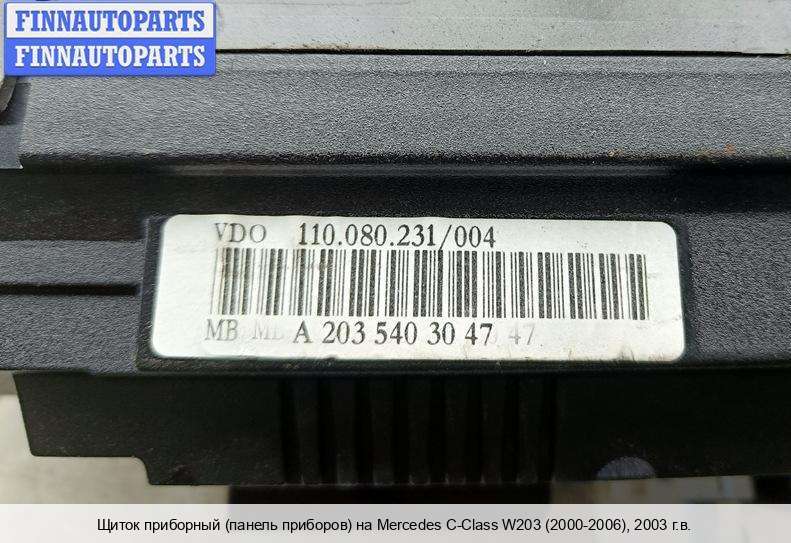 FINNAUTOPARTS
FINNAUTOPARTS
VDO 110.080.231/004
MB A 203 540 30 47 47
Щиток приборный (панель приборов) на Mercedes C-Class W203 (2000-2006), 2003 г.в.